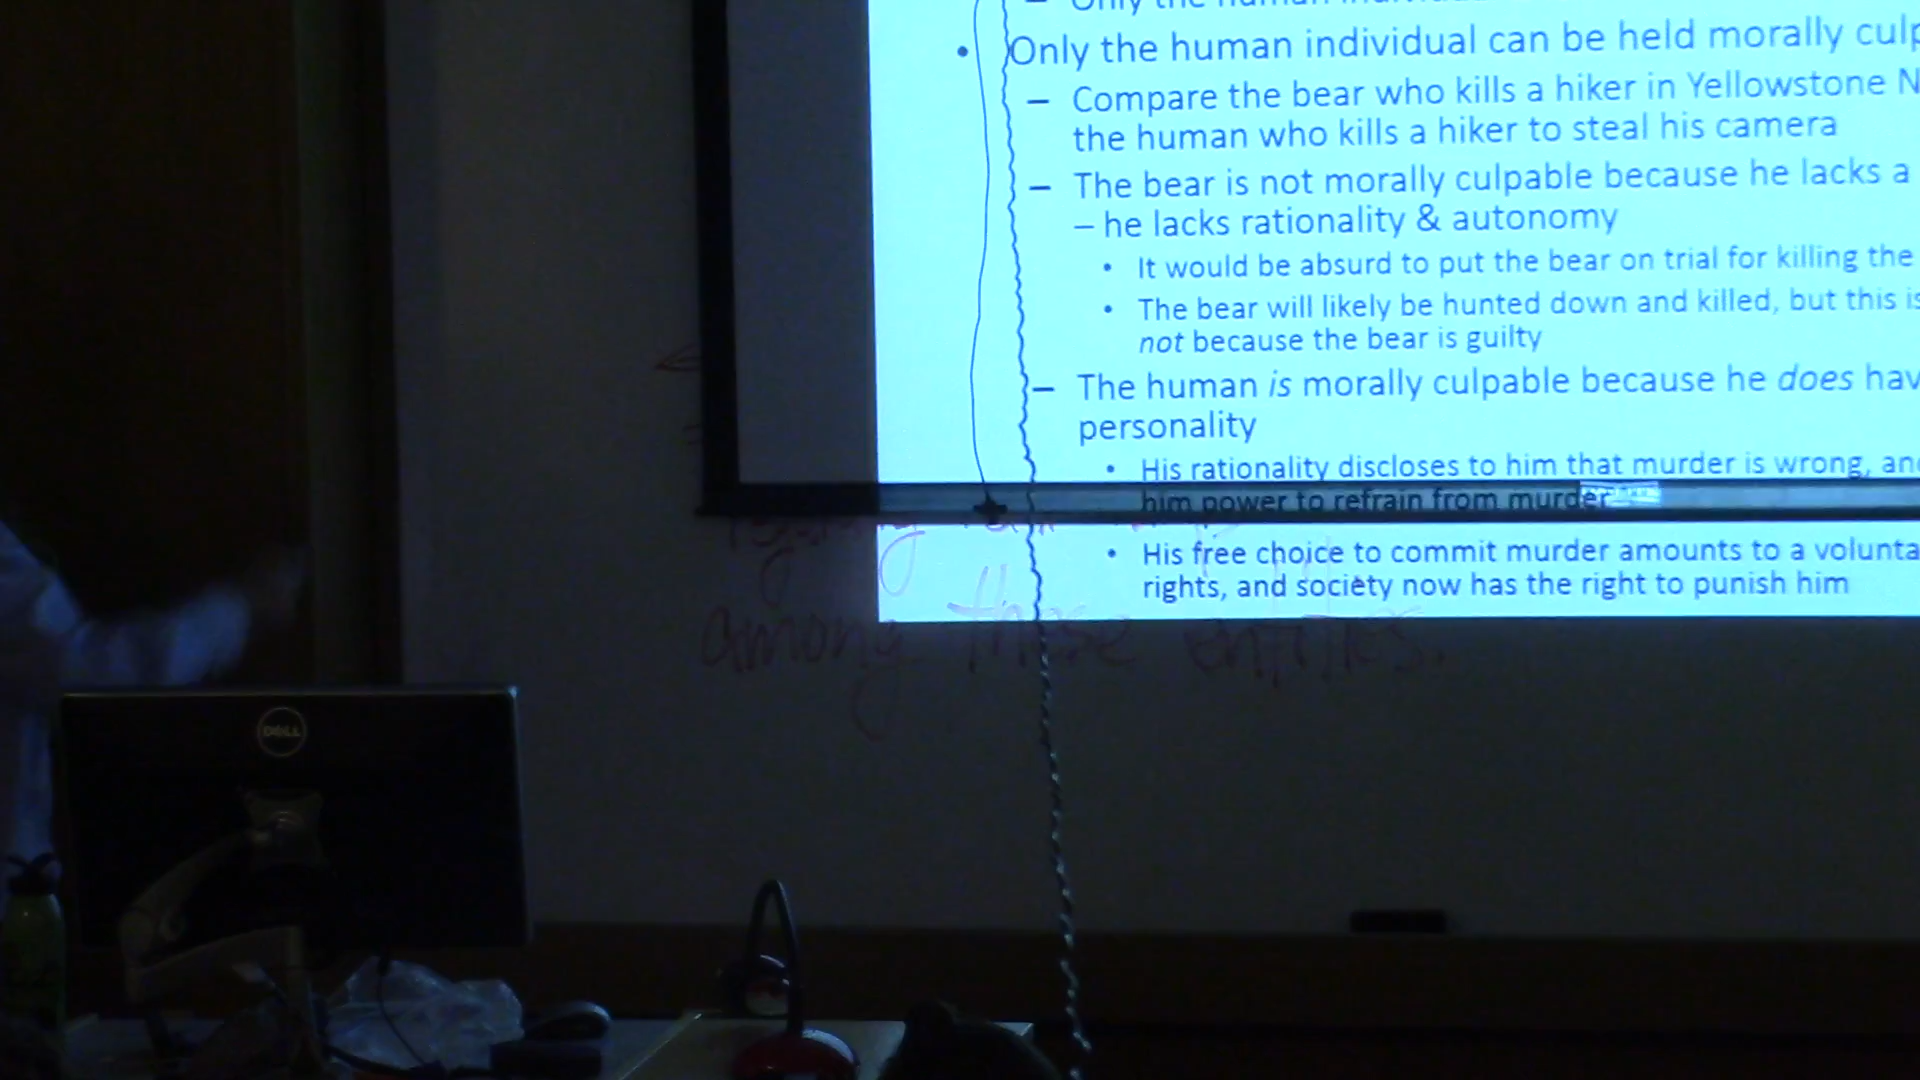 Only the human
• Only the human individual can be held morally
– Compare the bear who kills a hiker in Yellowstone N
the human who kills a hiker to steal his camera
– The bear is not morally culpable because he lacks a
– he lacks rationality & autonomy
• It would be absurd to put the bear on trial for killing the
• The bear will likely be hunted down and killed, but this is
not because the bear is guilty
– The human is morally culpable because he does hav
personality
• His rationality discloses to him that murder is wrong, and
him power to refrain from murder
• His free choice to commit murder amounts to a volunta
rights, and society now has the right to punish him
among these entities.
DELL